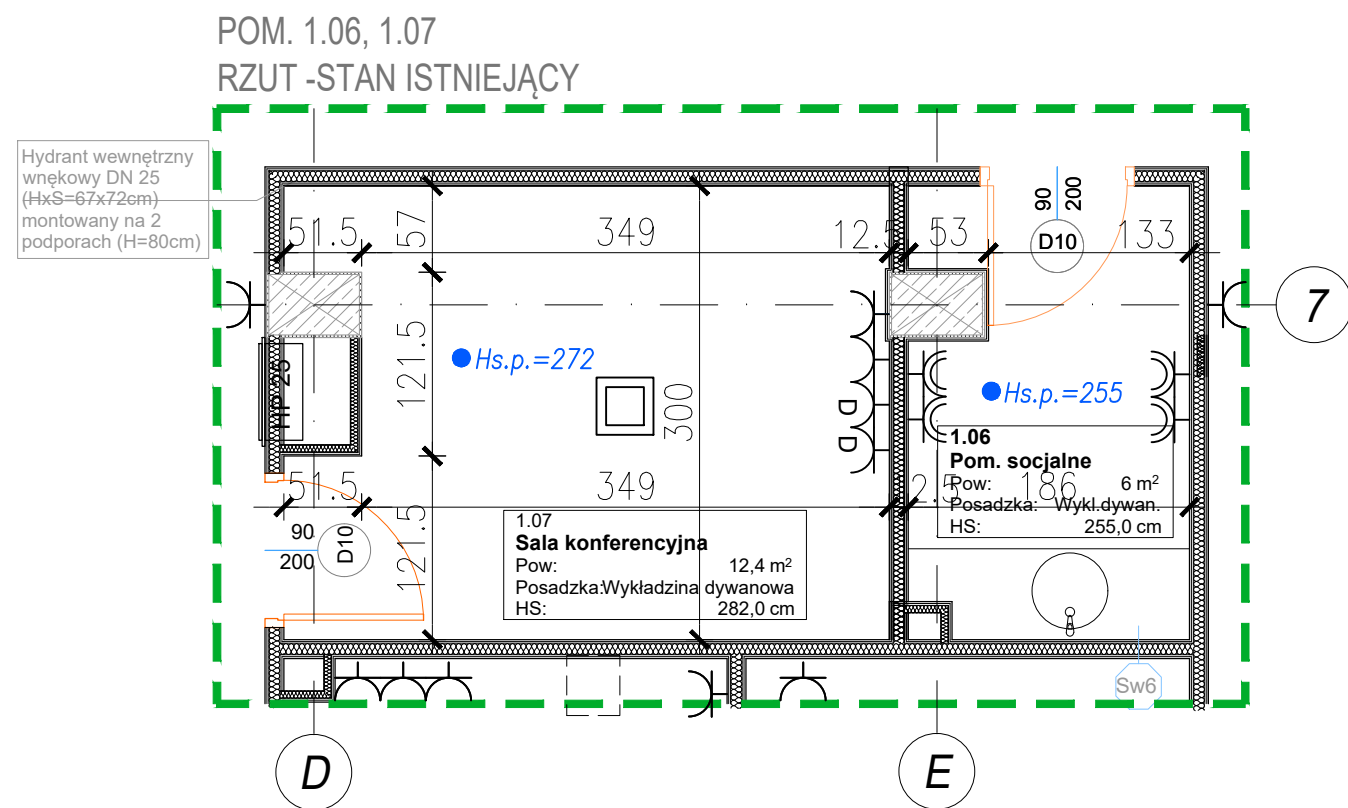 POM. 1.06, 1.07
RZUT -STAN ISTNIEJĄCY
Hydrant wewnętrzny
wnękowy DN 25
(HxS=67x72cm)
montowany na 2
podporach (H=80cm)
51.5
57
349
12.5
53
90
200
D10
133
7
121.5
Hs.p.=272
300
HP 25
D
D
Hs.p.=255
1.06
Pom. socjalne
Pow: 6 m²
Posadzka: Wykl.dywan.
HS: 255,0 cm
51.5
349
2.5
186
90
200
D10
121.5
1.07
Sala konferencyjna
Pow: 12,4 m²
Posadzka:Wykładzina dywanowa
HS: 282,0 cm
Sw6
D
E